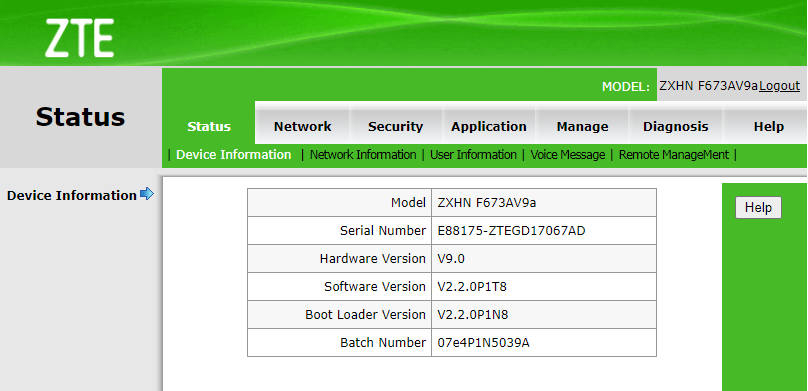 ZTE
MODEL: ZXHN F673AV9a Logout
Status
Status Network Security Application Manage Diagnosis Help
| Device Information | Network Information | User Information | Voice Message | Remote ManageMent |
Device Information
Model ZXHN F673AV9a
Serial Number E88175-ZTEGD17067AD
Hardware Version V9.0
Software Version V2.2.0P1T8
Boot Loader Version V2.2.0P1N8
Batch Number 07e4P1N5039A
Help